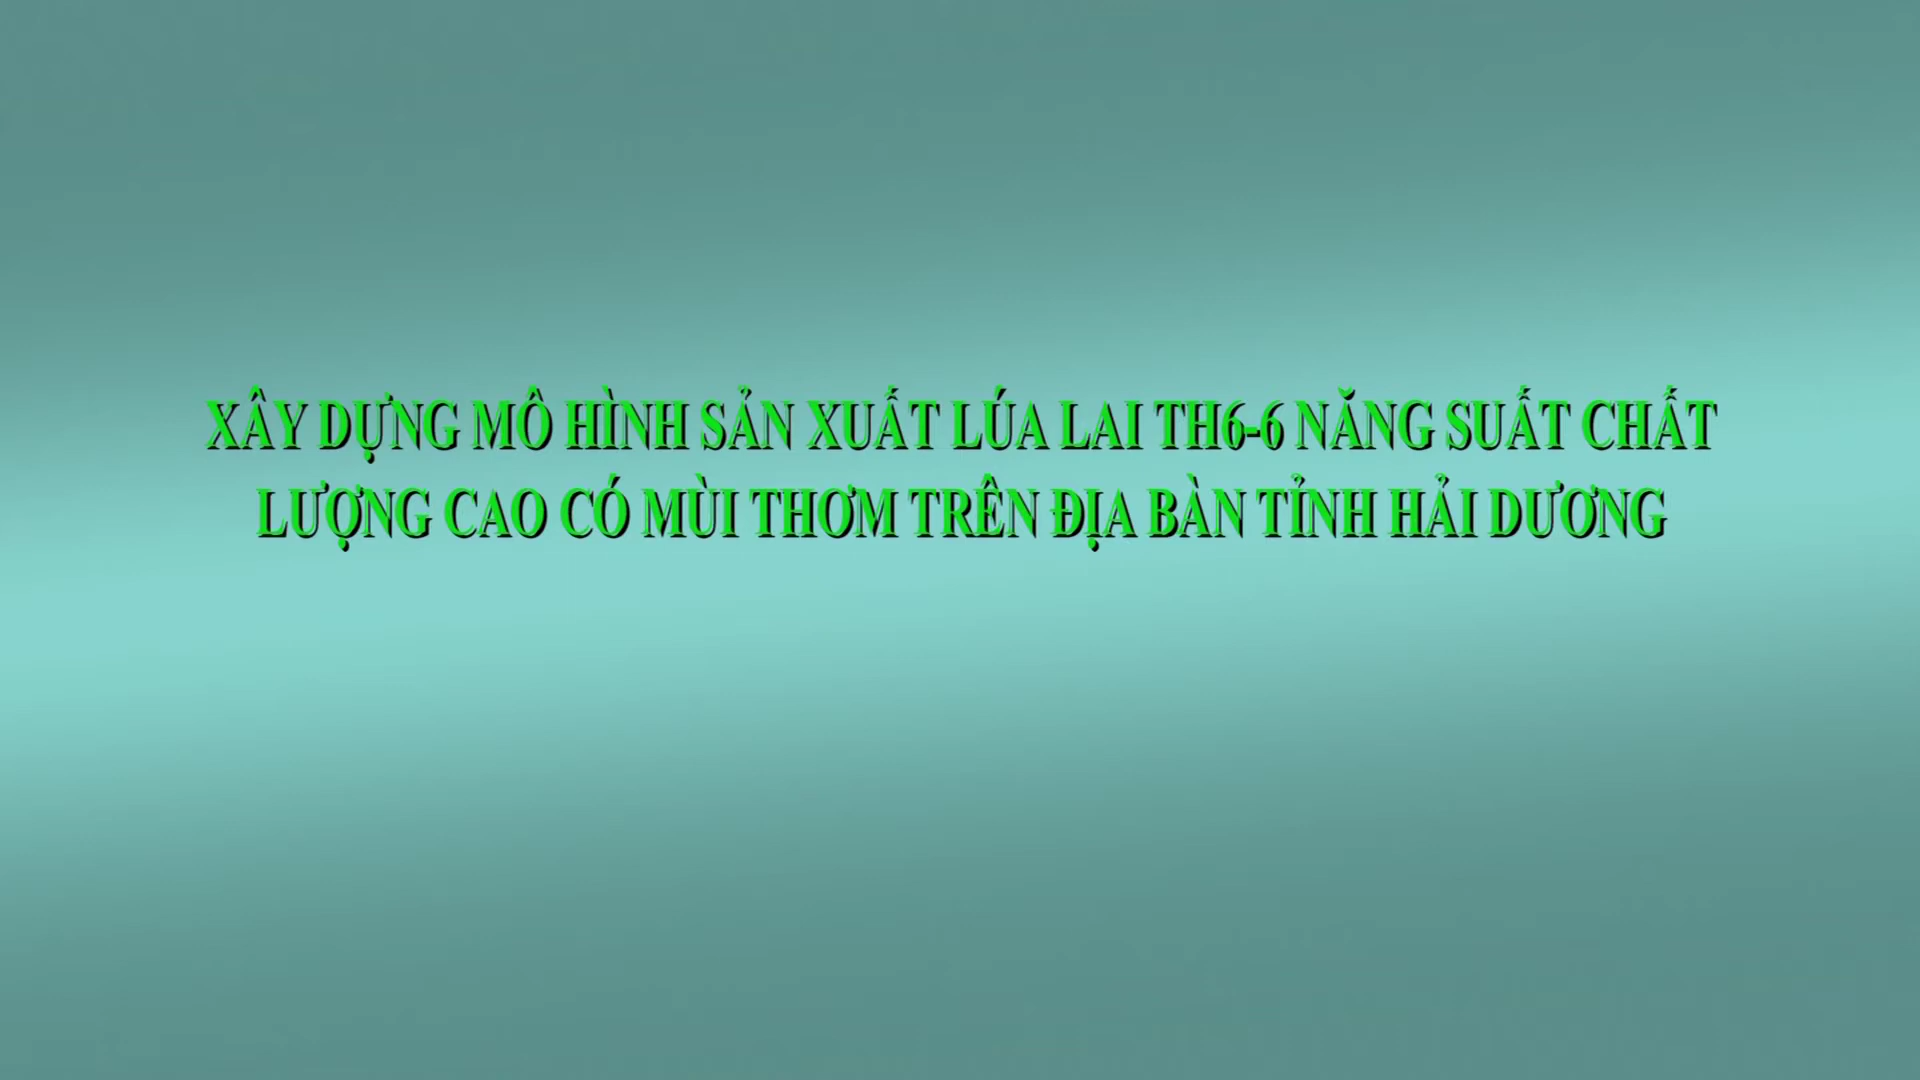 XÂY DỰNG MÔ HÌNH SẢN XUẤT LÚA LAI TH6-6 NĂNG SUẤT CHẤT
LƯỢNG CAO CÓ MÙI THƠM TRÊN ĐỊA BÀN TỈNH HẢI DƯƠNG